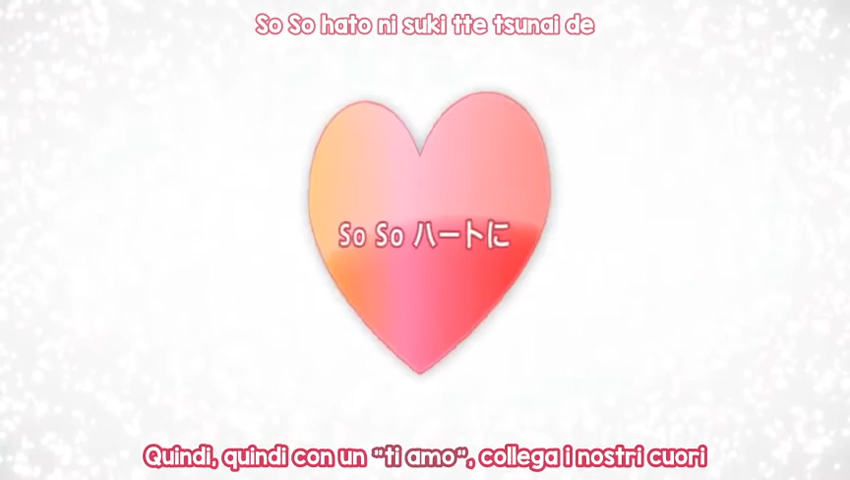 So So hato ni suki tte tsunai de
So So ハートに
Quindi, quindi con un "ti amo", collega i nostri cuori